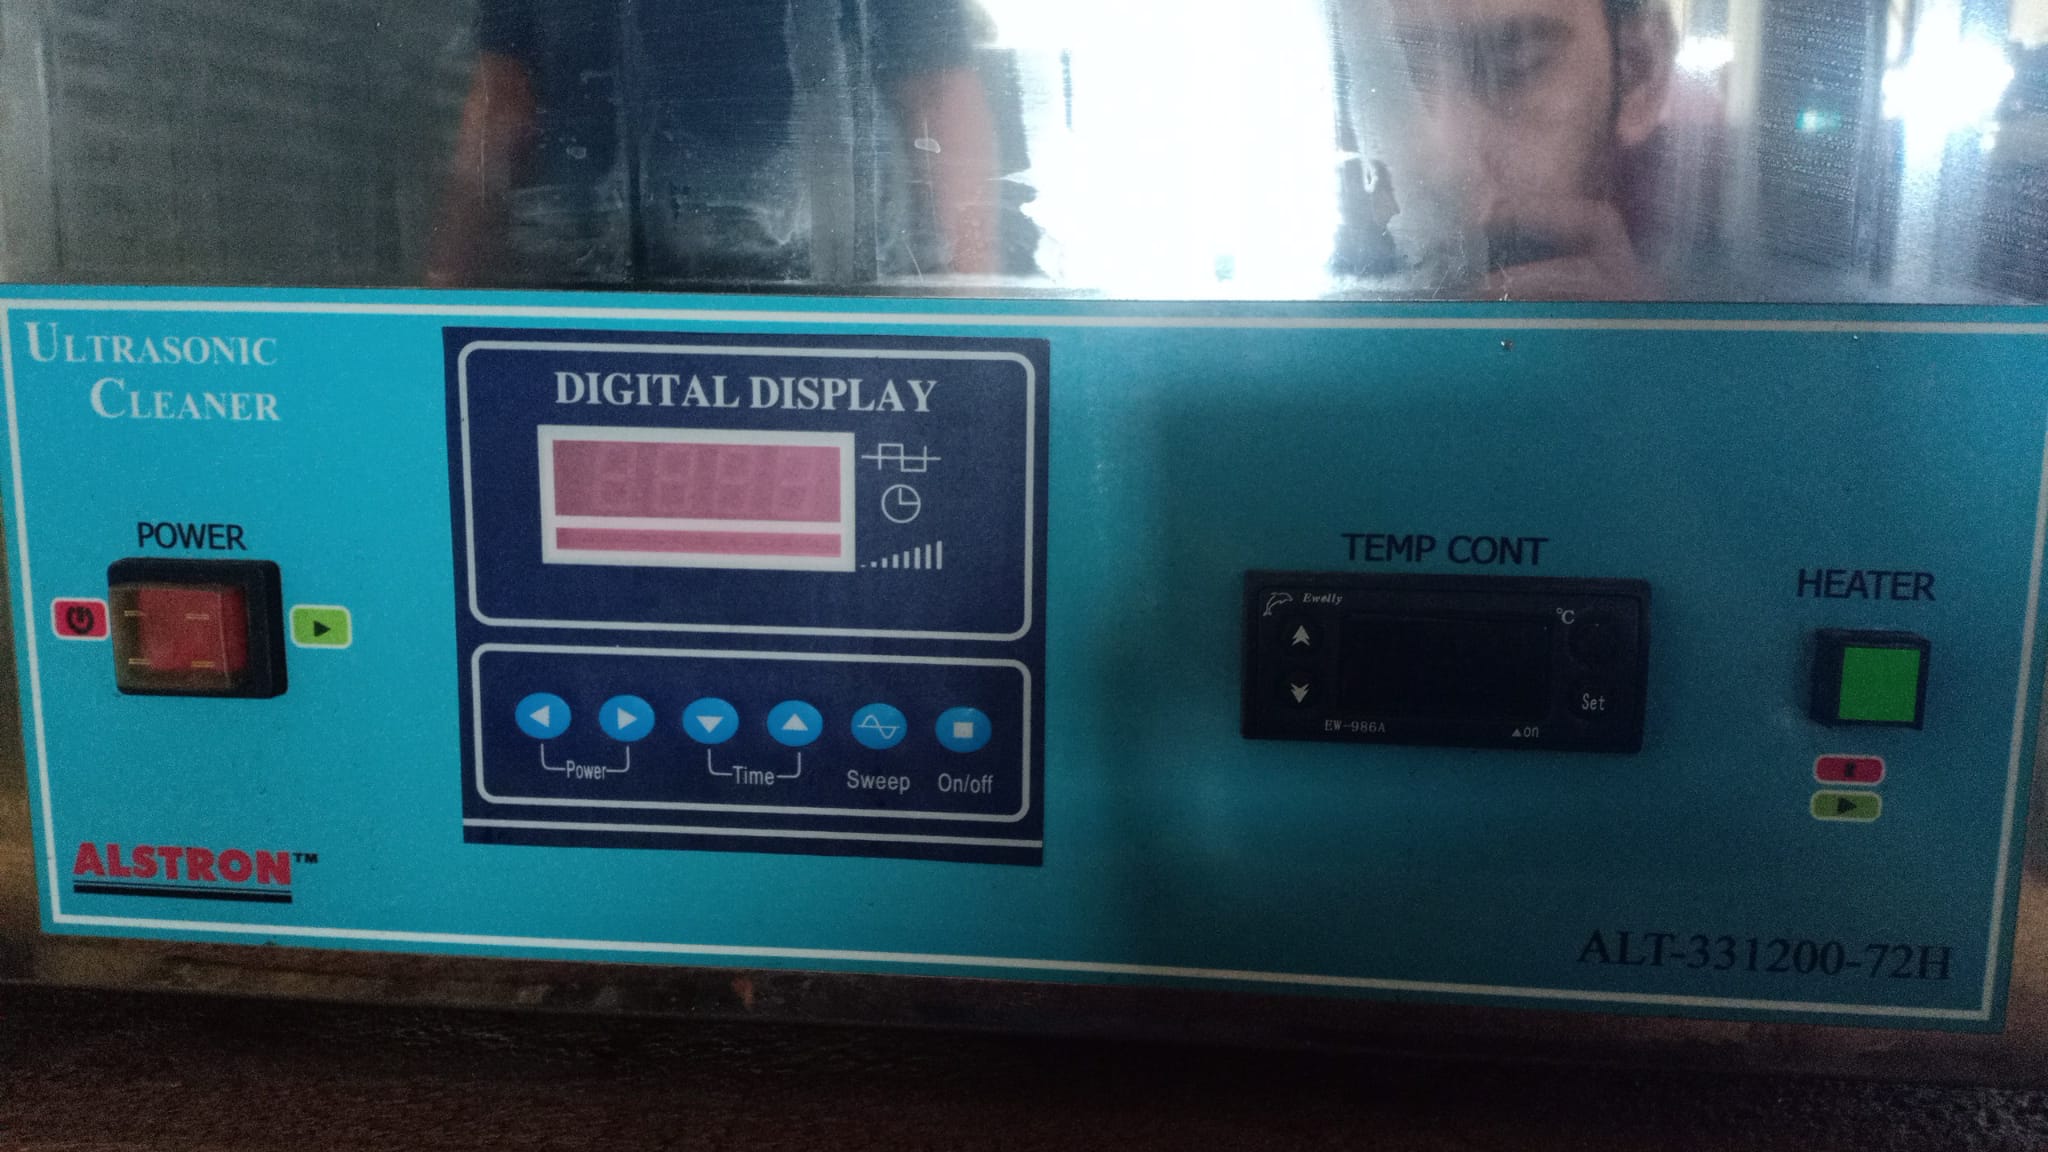 ULTRASONIC
CLEANER
DIGITAL DISPLAY
POWER
Power
Time
Sweep
On/off
TEMP CONT
Ewelly
°C
Set
EW-986A
▲on
HEATER
ALSTRON™
ALT-331200-72H